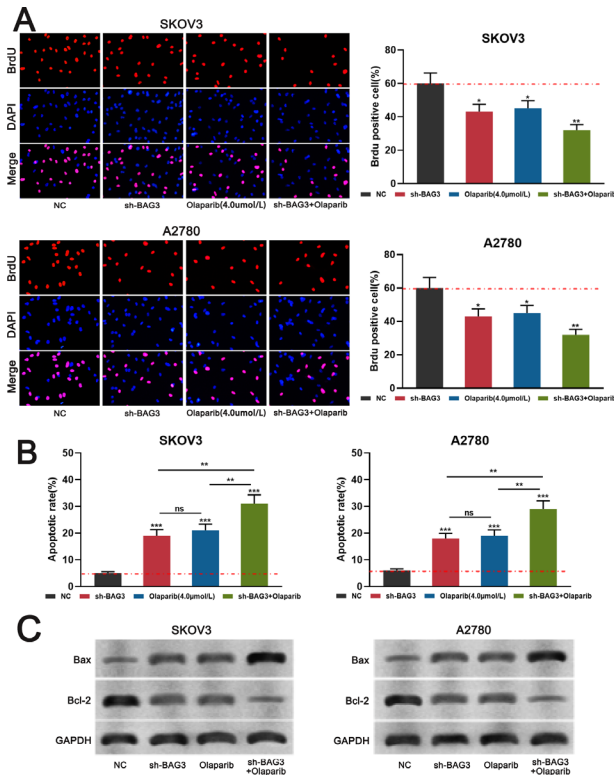 A
SKOV3
BrdU
DAPI
Merge
NC sh-BAG3 Olaparib(4.0umol/L) sh-BAG3+Olaparib
SKOV3
Brdu positive cell(%)
100
80
60
40
20
0
* * **
NC sh-BAG3 Olaparib(4.0μmol/L) sh-BAG3+Olaparib
A2780
BrdU
DAPI
Merge
NC sh-BAG3 Olaparib(4.0umol/L) sh-BAG3+Olaparib
A2780
Brdu positive cell(%)
100
80
60
40
20
0
* * **
NC sh-BAG3 Olaparib(4.0μmol/L) sh-BAG3+Olaparib
B
SKOV3
Apoptotic rate(%)
50
40
30
20
10
0
**
**
ns
*** *** ***
NC sh-BAG3 Olaparib(4.0umol/L) sh-BAG3+Olaparib
A2780
Apoptotic rate(%)
50
40
30
20
10
0
**
**
ns
*** *** ***
NC sh-BAG3 Olaparib(4.0umol/L) sh-BAG3+Olaparib
C
SKOV3
Bax
Bcl-2
GAPDH
NC sh-BAG3 Olaparib sh-BAG3
+Olaparib
A2780
Bax
Bcl-2
GAPDH
NC sh-BAG3 Olaparib sh-BAG3
+Olaparib